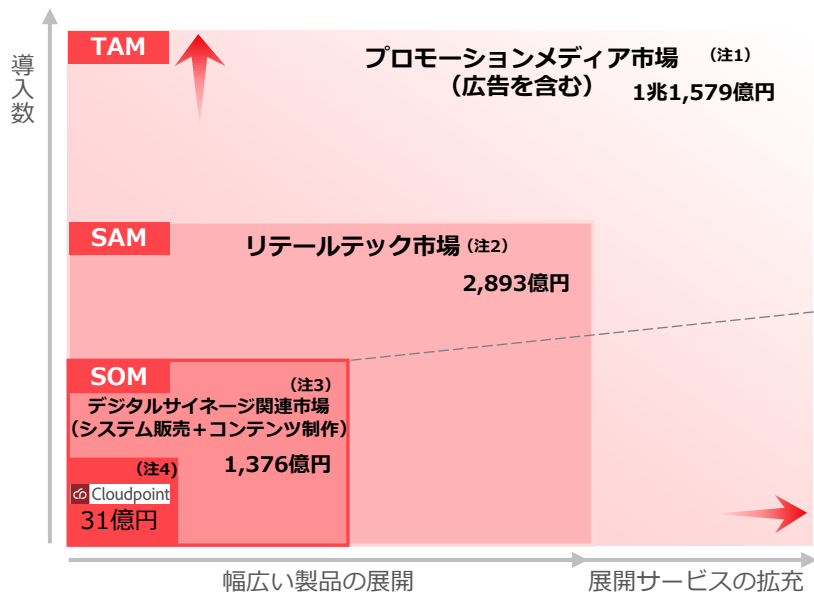 導入数
TAM
プロモーションメディア市場 (注1)
(広告を含む) 1兆1,579億円
SAM
リテールテック市場 (注2)
2,893億円
SOM
(注3)
デジタルサイネージ関連市場
(システム販売+コンテンツ制作)
1,376億円
(注4)
Cloudpoint
31億円
幅広い製品の展開
展開サービスの拡充